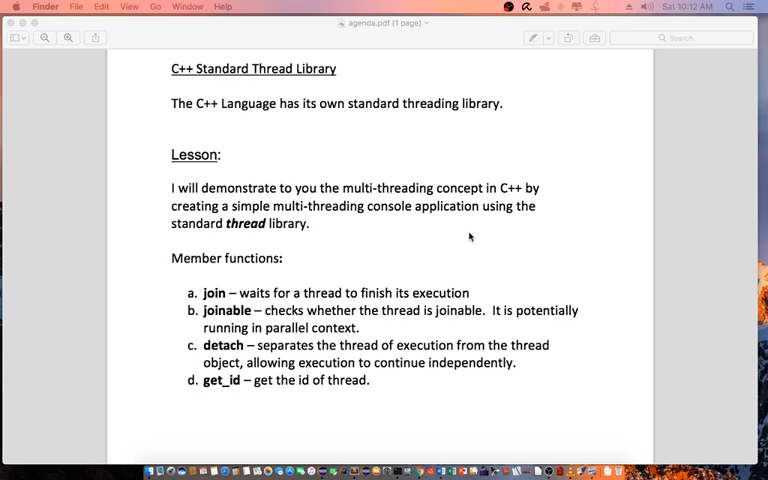 Finder File Edit View Go Window Help Sat 10:12 AM
agenda.pdf (1 page)
Search
C++ Standard Thread Library
The C++ Language has its own standard threading library.
Lesson:
I will demonstrate to you the multi-threading concept in C++ by
creating a simple multi-threading console application using the
standard thread library.
Member functions:
a. join – waits for a thread to finish its execution
b. joinable – checks whether the thread is joinable. It is potentially
running in parallel context.
c. detach – separates the thread of execution from the thread
object, allowing execution to continue independently.
d. get_id – get the id of thread.